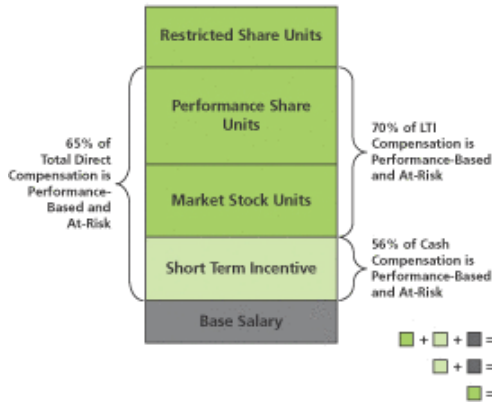 Restricted Share Units
Performance Share
Units
Market Stock Units
Short Term Incentive
Base Salary
65% of
Total Direct
Compensation is
Performance-
Based and
At-Risk
70% of LTI
Compensation is
Performance-Based
and At-Risk
56% of Cash
Compensation is
Performance-Based
and At-Risk
+ + =
+ =
=